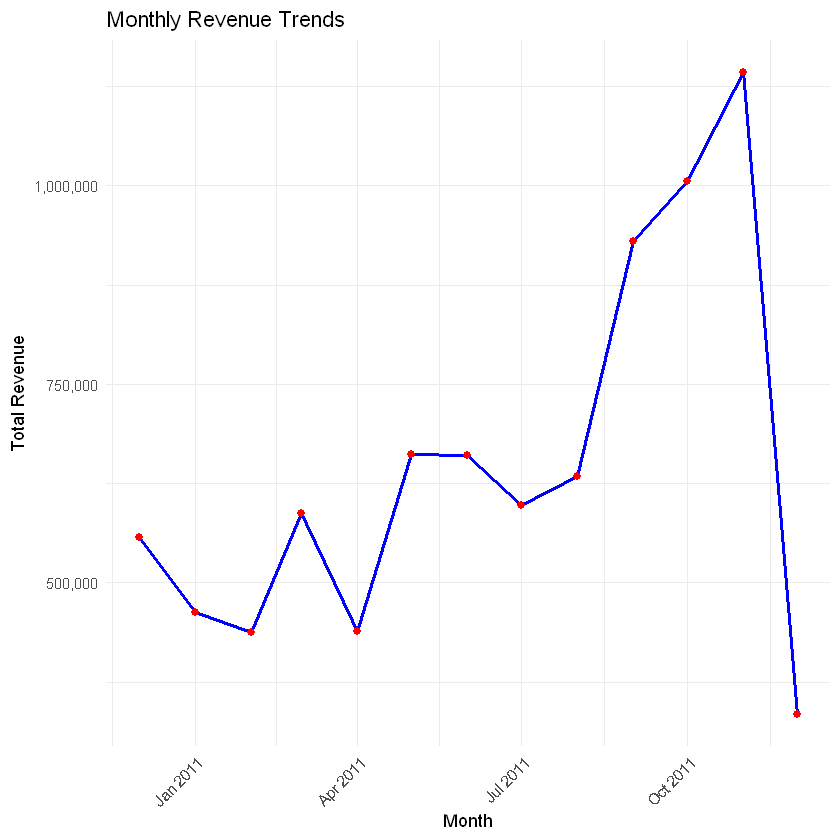 Monthly Revenue Trends
1,000,000
750,000
500,000
Total Revenue
Jan 2011
Apr 2011
Jul 2011
Oct 2011
Month